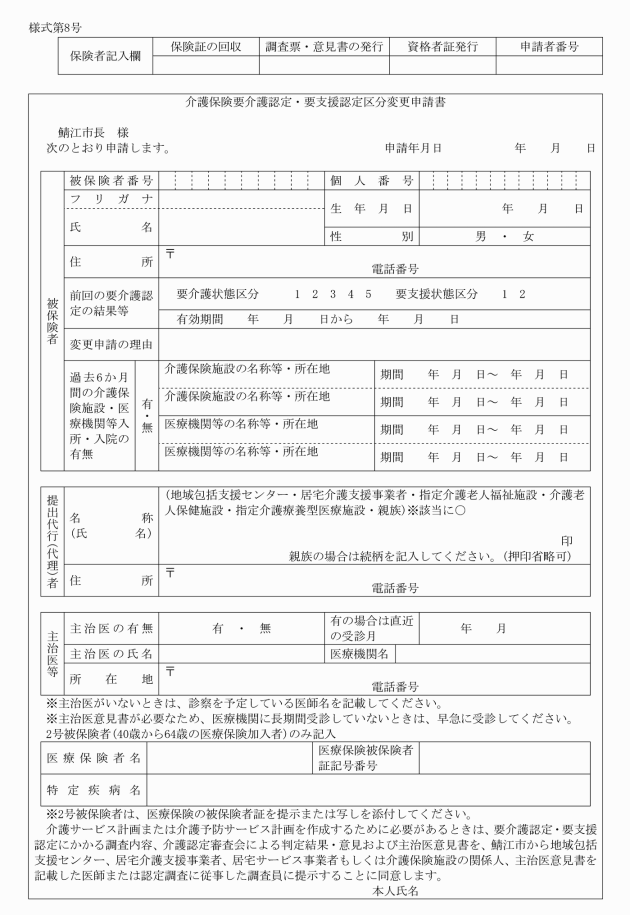 様式第8号
保険者記入欄
保険証の回収 調査票・意見書の発行 資格者証発行 申請者番号
介護保険要介護認定・要支援認定区分変更申請書
鯖江市長 様
次のとおり申請します。 申請年月日 年 月 日
被保険者
被保険者番号 個人番号
フリガナ
氏名
生年月日 年 月 日
性別 男 ・ 女
住所 〒
電話番号
前回の要介護認定の結果等
要介護状態区分 1 2 3 4 5 要支援状態区分 1 2
有効期間 年 月 日から 年 月 日
変更申請の理由
過去6か月
間の介護保
険施設・医
療機関等入
所・入院の
有無
有・無
介護保険施設の名称等・所在地 期間 年 月 日～ 年 月 日
介護保険施設の名称等・所在地 期間 年 月 日～ 年 月 日
医療機関等の名称等・所在地 期間 年 月 日～ 年 月 日
医療機関等の名称等・所在地 期間 年 月 日～ 年 月 日
提出代行(代理)者
名称
(氏名)
(地域包括支援センター・居宅介護支援事業者・指定介護老人福祉施設・介護老
人保健施設・指定介護療養型医療施設・親族)※該当に○
印
親族の場合は続柄を記入してください。(押印省略可)
住所 〒
電話番号
主治医等
主治医の有無 有 ・ 無
有の場合は直近
の受診月
年 月
主治医の氏名 医療機関名
所在地 〒
電話番号
※主治医がいないときは、診察を予定している医師名を記載してください。
※主治医意見書が必要なため、医療機関に長期間受診していないときは、早急に受診してください。
2号被保険者(40歳から64歳の医療保険加入者)のみ記入
医療保険者名
医療保険被保険者
証記号番号
特定疾病名
※2号被保険者は、医療保険の被保険者証を提示または写しを添付してください。
介護サービス計画または介護予防サービス計画を作成するために必要があるときは、要介護認定・要支援
認定にかかる調査内容、介護認定審査会による判定結果・意見および主治医意見書を、鯖江市から地域包括
支援センター、居宅介護支援事業者、居宅サービス事業者もしくは介護保険施設の関係人、主治医意見書を
記載した医師または認定調査に従事した調査員に提示することに同意します。
本人氏名